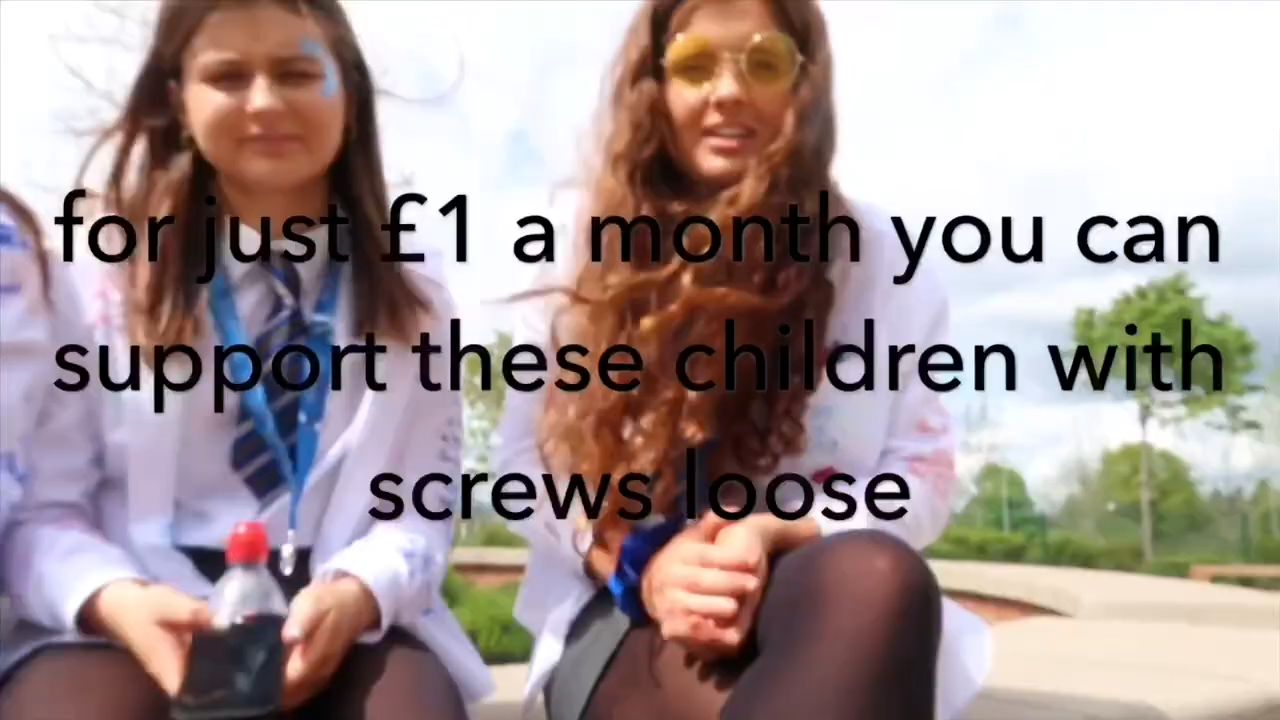 for just £1 a month you can
support these children with
screws loose